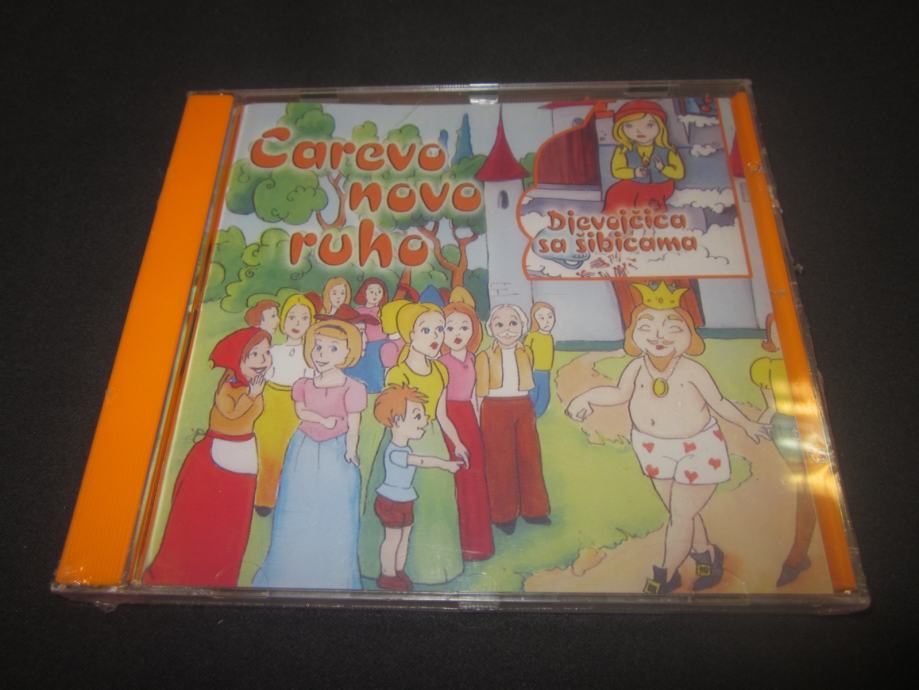 Carevo
novo
ruho
Djevojčica
sa šibicama